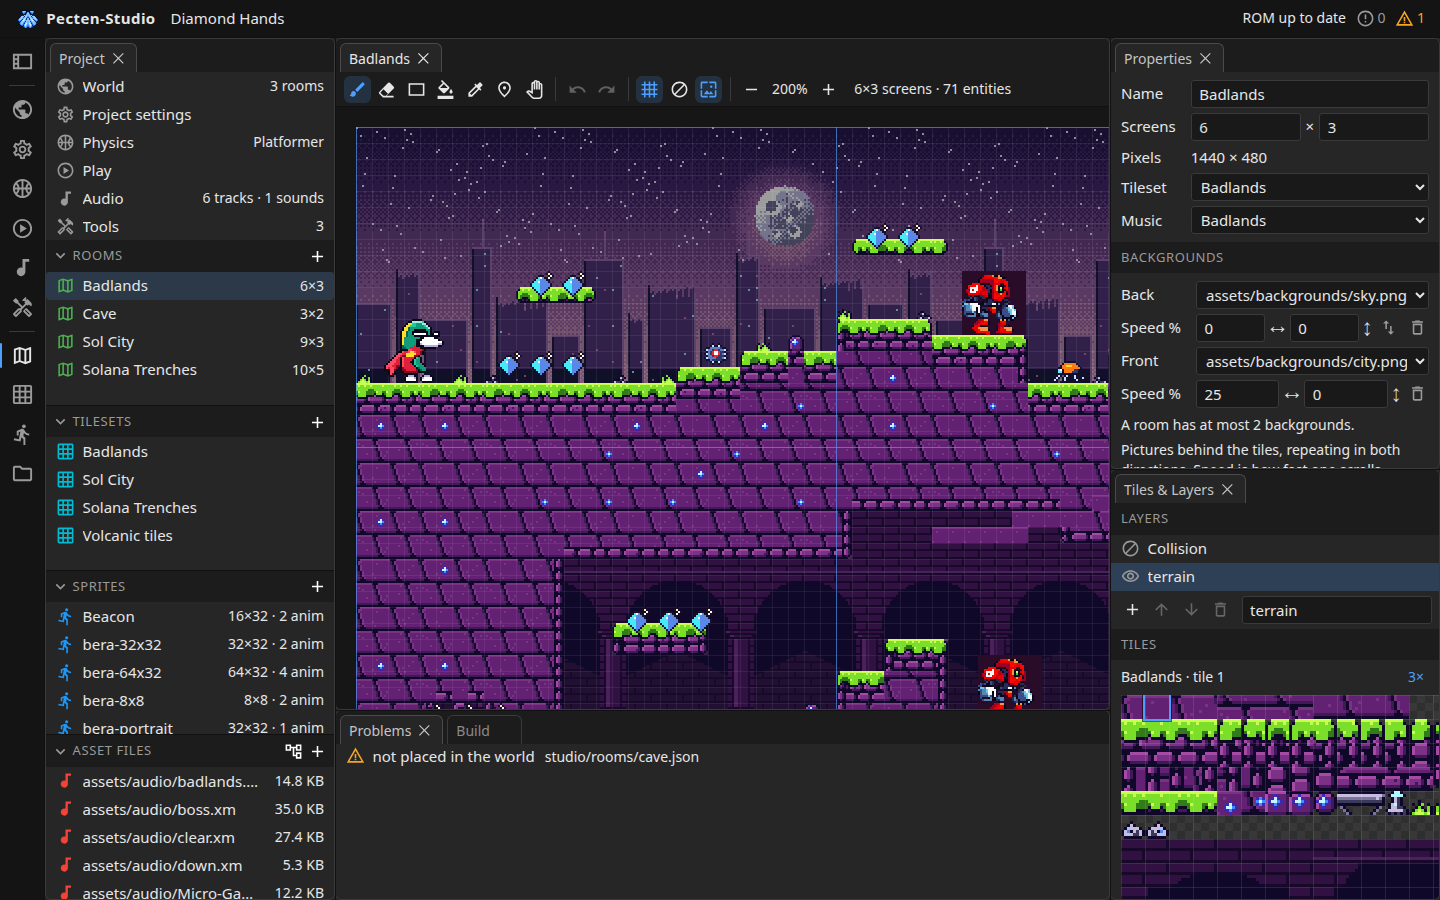 Pecten-Studio Diamond Hands ROM up to date 0 1
Project
World 3 rooms
Project settings
Physics Platformer
Play
Audio 6 tracks · 1 sounds
Tools 3
ROOMS
Badlands 6×3
Cave 3×2
Sol City 9×3
Solana Trenches 10×5
TILESETS
Badlands
Sol City
Solana Trenches
Volcanic tiles
SPRITES
Beacon 16×32 · 2 anim
bera-32x32 32×32 · 2 anim
bera-64x32 64×32 · 4 anim
bera-8x8 8×8 · 2 anim
bera-portrait 32×32 · 1 anim
ASSET FILES
assets/audio/badlands.... 14.8 KB
assets/audio/boss.xm 35.0 KB
assets/audio/clear.xm 27.4 KB
assets/audio/down.xm 5.3 KB
assets/audio/Micro-Ga... 12.2 KB
Badlands
200% 6×3 screens · 71 entities
Problems Build
not placed in the world studio/rooms/cave.json
Properties
Name Badlands
Screens 6 × 3
Pixels 1440 × 480
Tileset Badlands
Music Badlands
BACKGROUNDS
Back assets/backgrounds/sky.png
Speed % 0 ↔ 0 ↕
Front assets/backgrounds/city.png
Speed % 25 ↔ 0 ↕
A room has at most 2 backgrounds.
Pictures behind the tiles, repeating in both
directions. Speed is how fast one scrolls
Tiles & Layers
LAYERS
Collision
terrain
terrain
TILES
Badlands · tile 1 3×